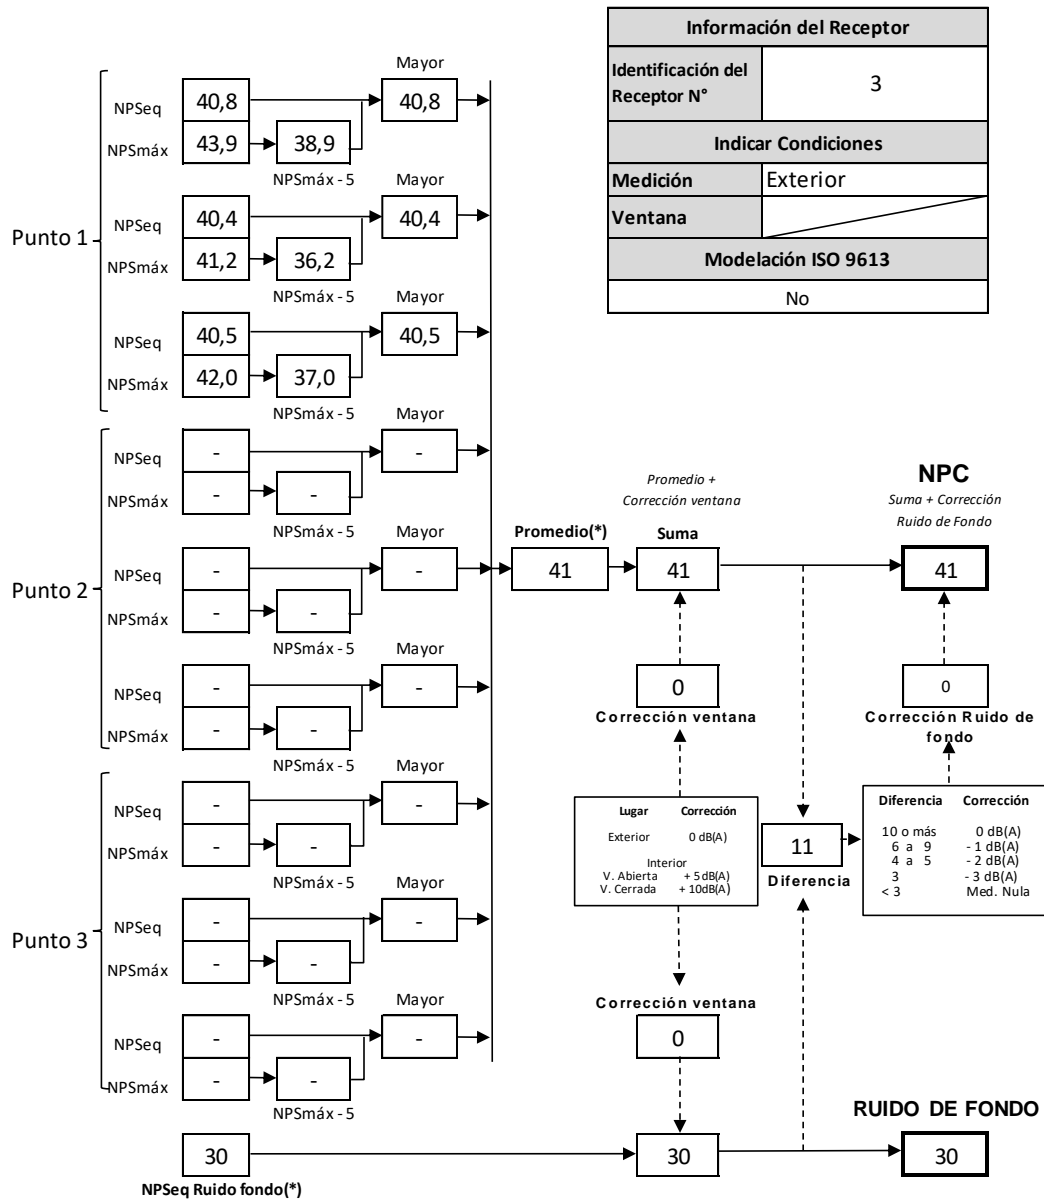 Información del Receptor
Identificación del
Receptor N°
3
Indicar Condiciones
Medición
Exterior
Ventana
Modelación ISO 9613
No
Punto 1
Mayor
NPSeq
40,8
40,8
NPSmáx
43,9
38,9
NPSmáx - 5
Mayor
NPSeq
40,4
40,4
NPSmáx
41,2
36,2
NPSmáx - 5
Mayor
NPSeq
40,5
40,5
NPSmáx
42,0
37,0
NPSmáx - 5
Punto 2
Mayor
NPSeq
-
-
NPSmáx
-
-
NPSmáx - 5
Mayor
NPSeq
-
-
NPSmáx
-
-
NPSmáx - 5
Mayor
NPSeq
-
-
NPSmáx
-
-
NPSmáx - 5
Punto 3
Mayor
NPSeq
-
-
NPSmáx
-
-
NPSmáx - 5
Mayor
NPSeq
-
-
NPSmáx
-
-
NPSmáx - 5
Mayor
NPSeq
-
-
NPSmáx
-
-
NPSmáx - 5
Promedio(*)
41
Promedio +
Corrección ventana
Suma
41
NPC
Suma + Corrección
Ruido de Fondo
41
0
Corrección ventana
0
Corrección Ruido de
fondo
Lugar Corrección
Exterior 0 dB(A)
Interior
V. Abierta + 5 dB(A)
V. Cerrada + 10dB(A)
11
Diferencia
Diferencia Corrección
10 o más 0 dB(A)
6 a 9 - 1 dB(A)
4 a 5 - 2 dB(A)
3 - 3 dB(A)
< 3 Med. Nula
Corrección ventana
0
RUIDO DE FONDO
30
30
30
NPSeq Ruido fondo(*)